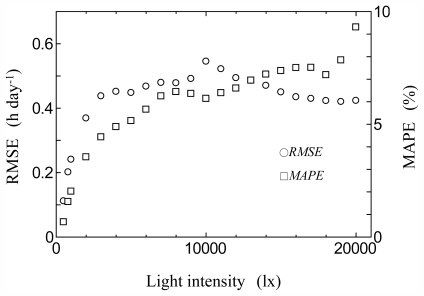 10
0.6
0.4
5
0.2
0
0
0
10000
20000
RMSE (h day⁻¹)
MAPE (%)
RMSE
MAPE
Light intensity (lx)